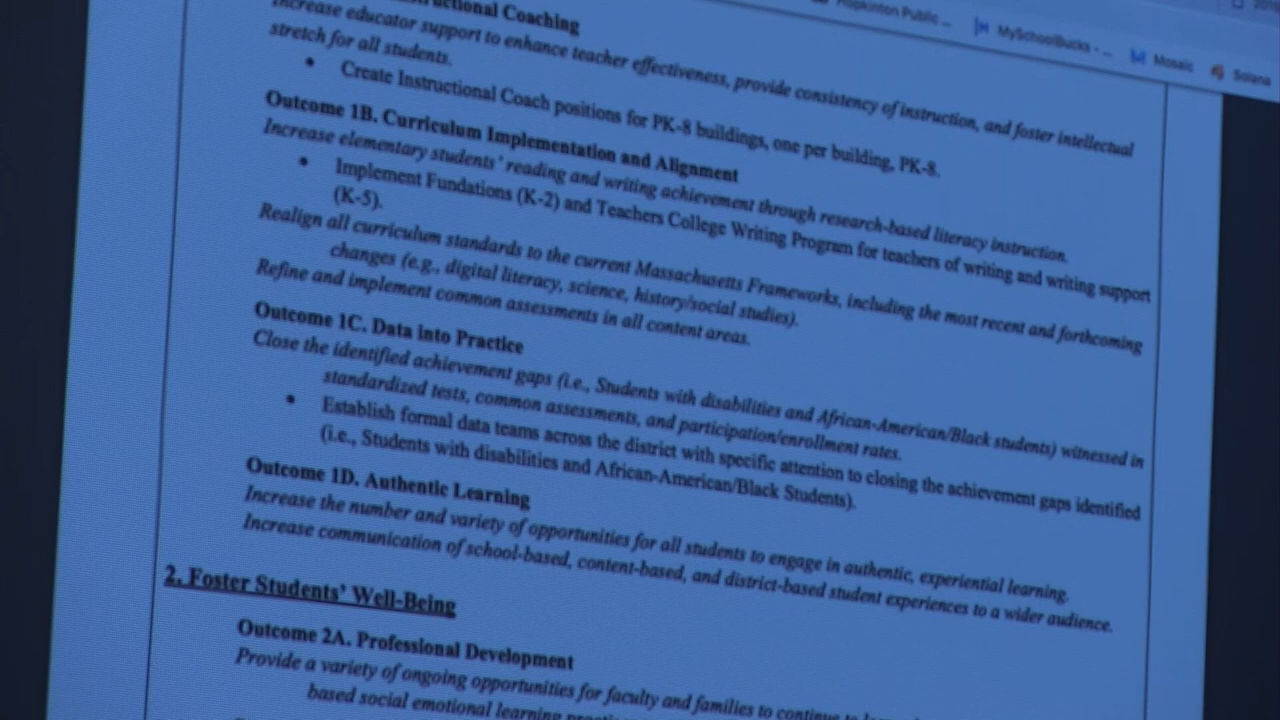 Hopkinton Public ...
MySchoolBucks - ...
Mosaic
Solana
Coaching
Increase educator support to enhance teacher effectiveness, provide consistency of instruction, and foster intellectual
stretch for all students.
• Create Instructional Coach positions for PK-8 buildings, one per building, PK-8.
Outcome 1B. Curriculum Implementation and Alignment
Increase elementary students' reading and writing achievement through research-based literacy instruction.
• Implement Fundations (K-2) and Teachers College Writing Program for teachers of writing and writing support
(K-5).
Realign all curriculum standards to the current Massachusetts Frameworks, including the most recent and forthcoming
changes (e.g., digital literacy, science, history/social studies).
Refine and implement common assessments in all content areas.
Outcome 1C. Data into Practice
Close the identified achievement gaps (i.e., Students with disabilities and African-American/Black students) witnessed in
standardized tests, common assessments, and participation/enrollment rates.
• Establish formal data teams across the district with specific attention to closing the achievement gaps identified
(i.e., Students with disabilities and African-American/Black Students).
Outcome 1D. Authentic Learning
Increase the number and variety of opportunities for all students to engage in authentic, experiential learning.
Increase communication of school-based, content-based, and district-based student experiences to a wider audience.
2. Foster Students' Well-Being
Outcome 2A. Professional Development
Provide a variety of ongoing opportunities for faculty and families to continue to
based social emotional learning